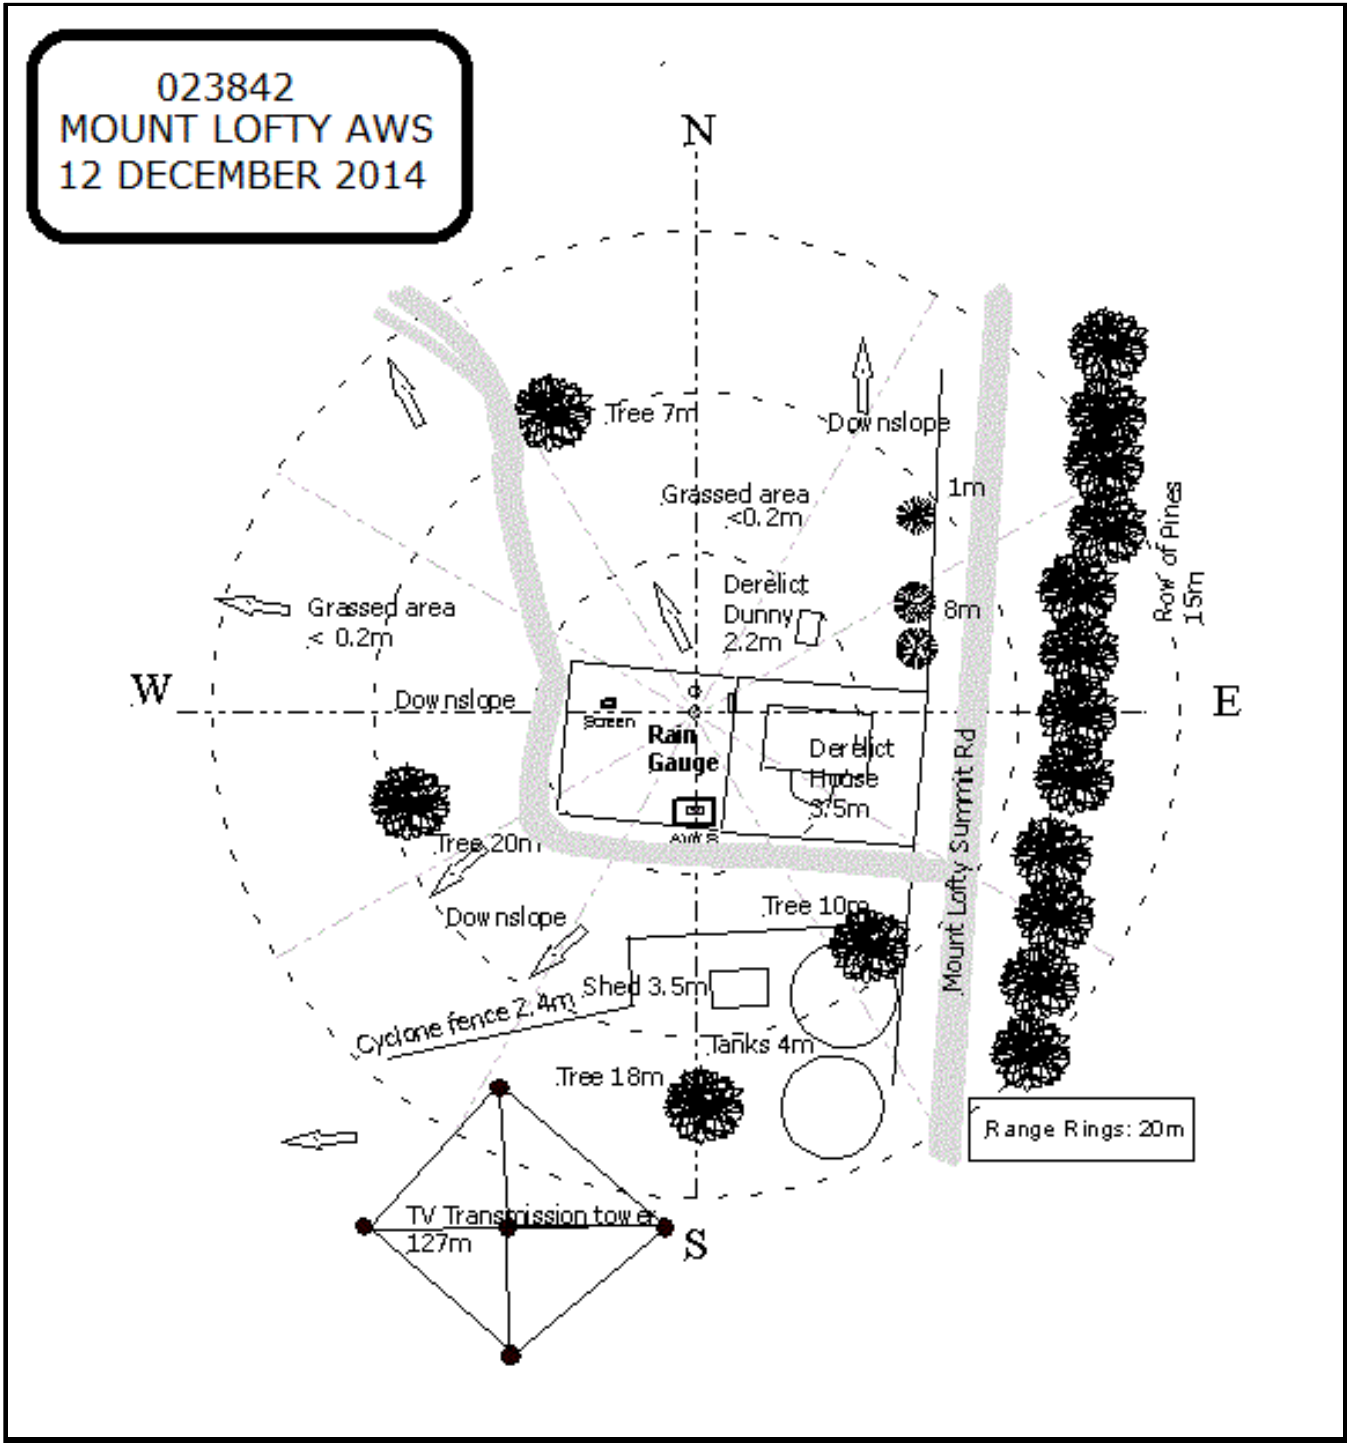 023842
MOUNT LOFTY AWS
12 DECEMBER 2014
N
Tree 7m
Downslope
Grassed area
<0.2m
1m
Row of Pines
15m
Derelict
Dunny
2.2m
8m
Grassed area
< 0.2m
W
Downslope
E
Screen
Rain
Gauge
Derelict
House
3.5m
Mount Lofty Summit Rd
AWS
Tree 20m
Downslope
Tree 10m
Shed 3.5m
Cyclone fence 2.4m
Tanks 4m
Tree 18m
Range Rings: 20m
TV Transmission tower
127m
S